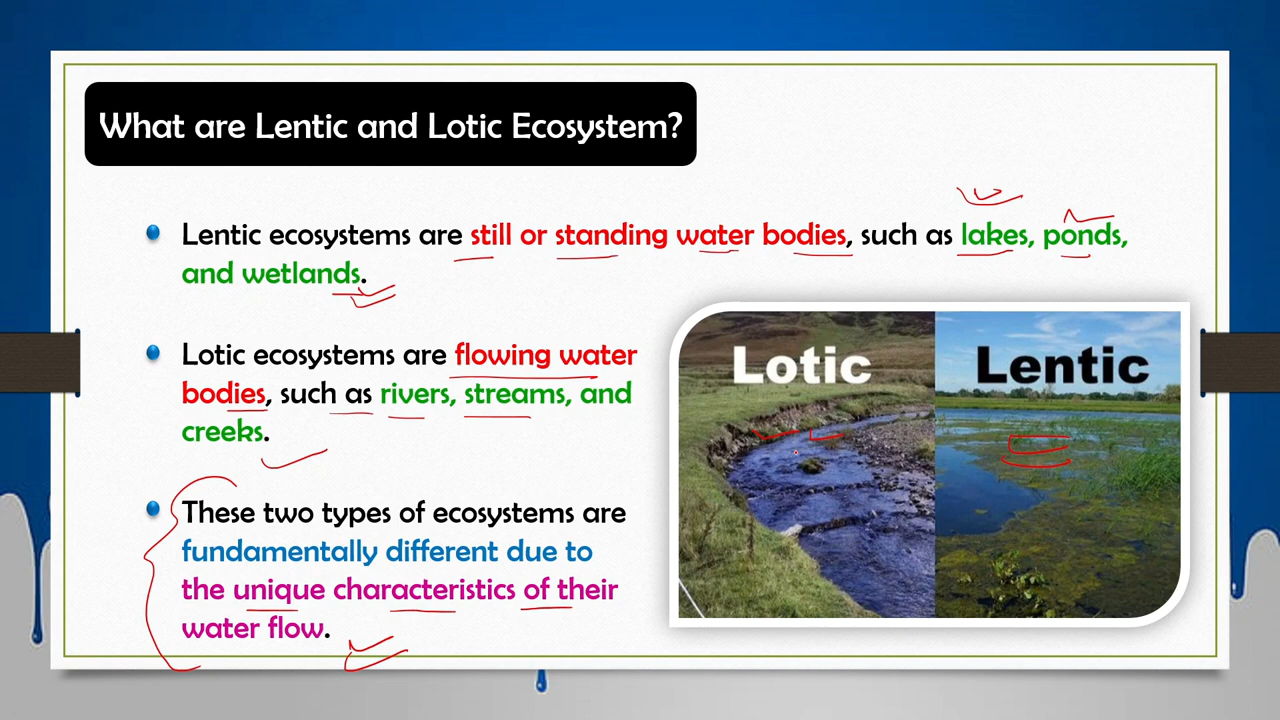 What are Lentic and Lotic Ecosystem?
Lentic ecosystems are still or standing water bodies, such as lakes, ponds,
and wetlands.
Lotic ecosystems are flowing water
bodies, such as rivers, streams, and
creeks.
These two types of ecosystems are
fundamentally different due to
the unique characteristics of their
water flow.
Lotic
Lentic